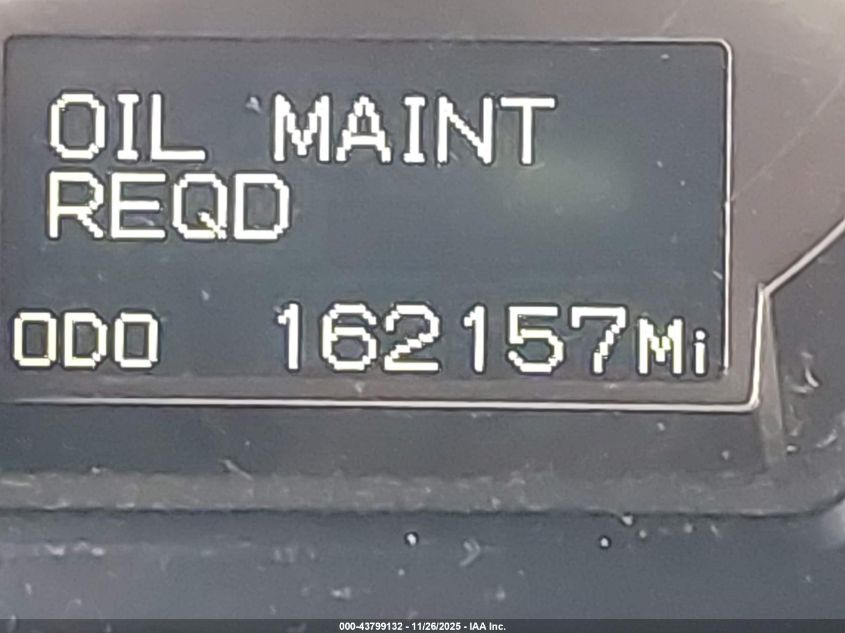 OIL MAINT
REQD
ODO 162157Mi
000-43799132 - 11/26/2025 - IAA Inc.